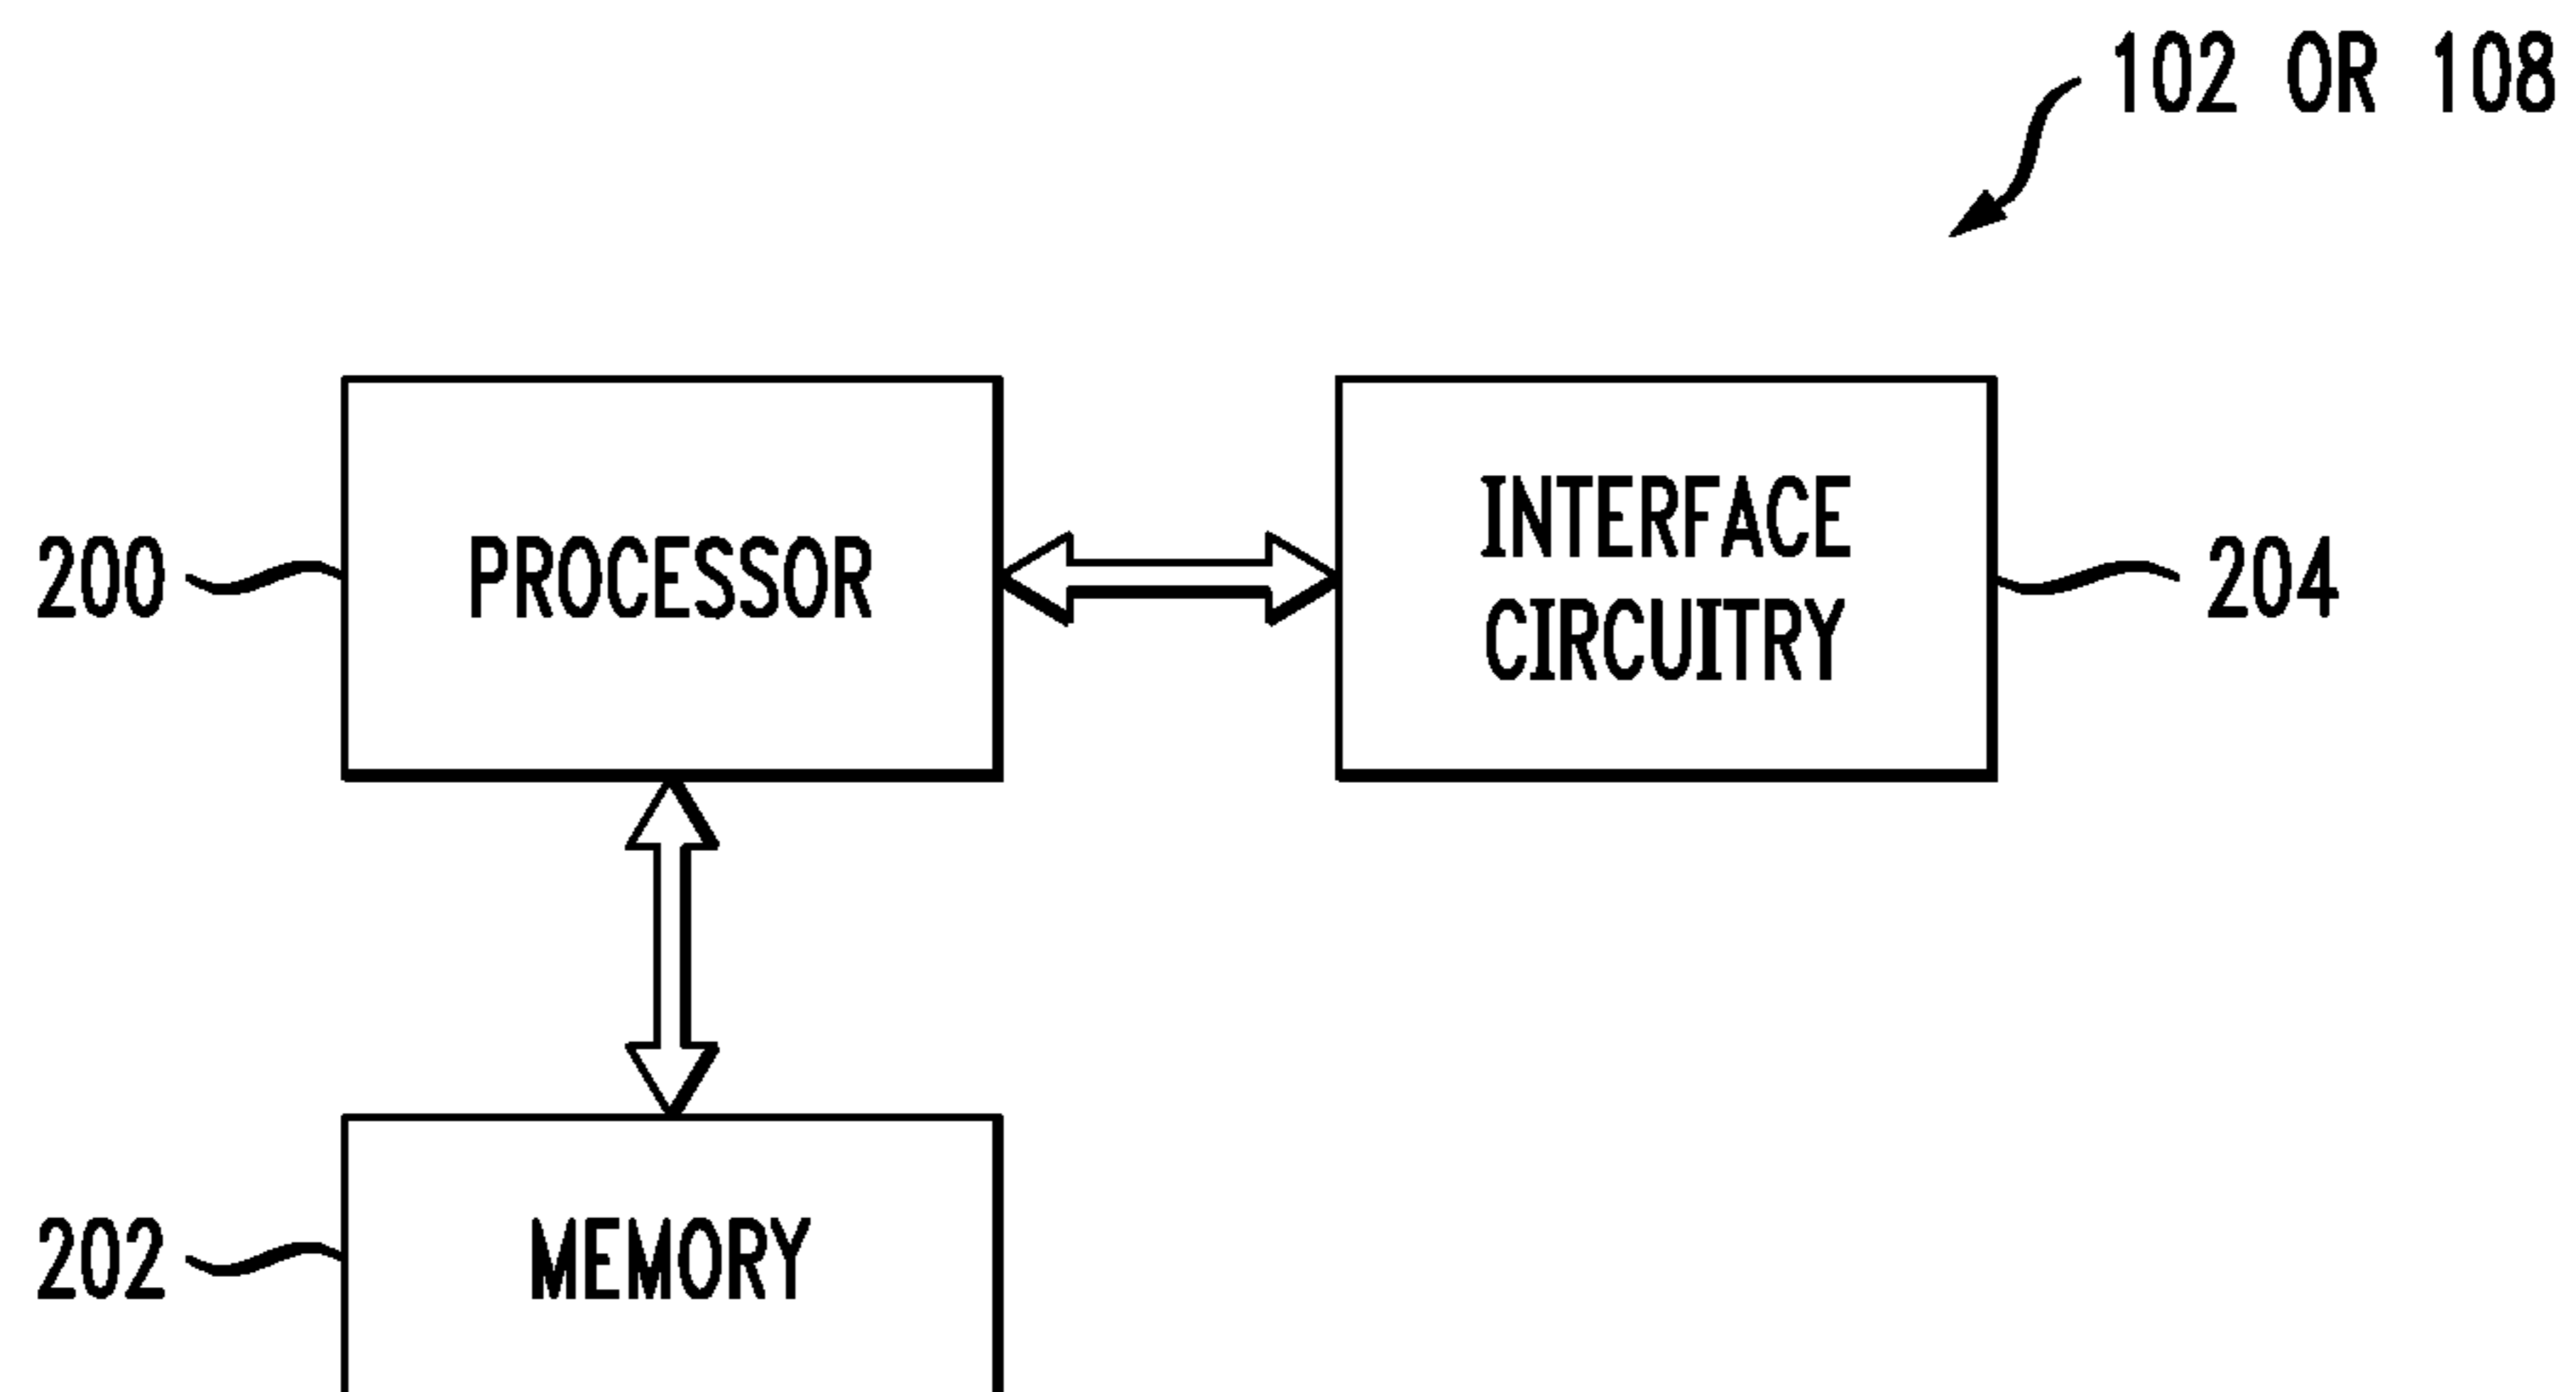 102 OR 108
200
PROCESSOR
INTERFACE
CIRCUITRY
204
202
MEMORY